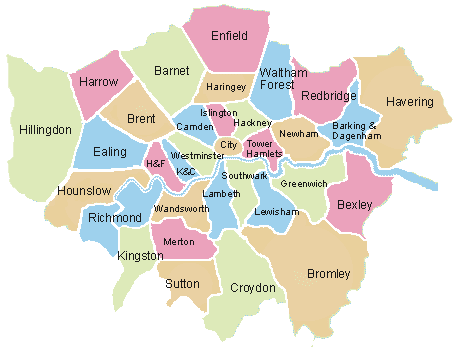 Enfield
Barnet
Harrow
Haringey
Waltham
Forest
Redbridge
Havering
Hillingdon
Brent
Camden
Islington
Hackney
Newham
Barking &
Dagenham
Ealing
H&F
K&C
Westminster
City
Tower
Hamlets
Hounslow
Richmond
Wandsworth
Lambeth
Southwark
Lewisham
Greenwich
Bexley
Kingston
Merton
Sutton
Croydon
Bromley